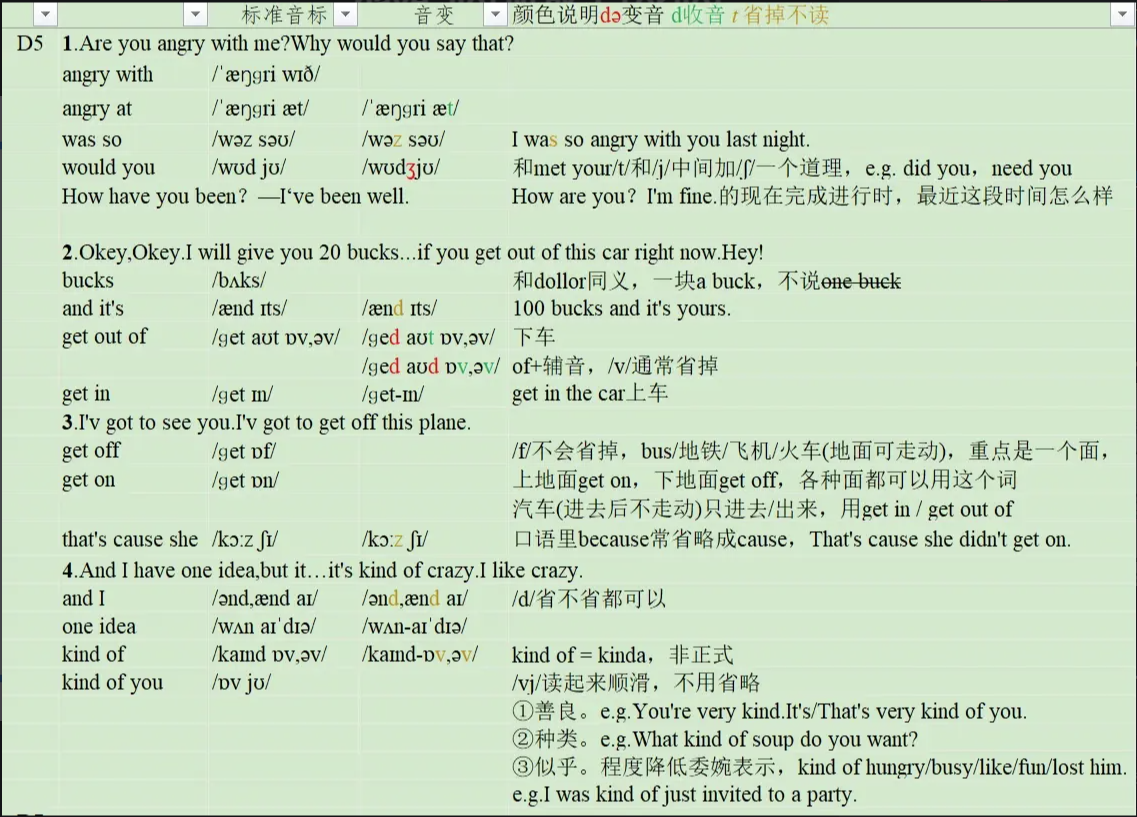 标准音标 音变 颜色说明də变音 d收音 t省掉不读
D5 1.Are you angry with me?Why would you say that?
angry with /ˈæŋɡri wɪð/
angry at /ˈæŋɡri æt/ /ˈæŋɡri æt/
was so /wəz səʊ/ /wəz səʊ/ I was so angry with you last night.
would you /wʊd jʊ/ /wʊdʒjʊ/ 和met your/t/和/j/中间加/ʃ/一个道理，e.g. did you，need you
How have you been？—I‘ve been well. How are you？I'm fine.的现在完成进行时，最近这段时间怎么样
2.Okey,Okey.I will give you 20 bucks…if you get out of this car right now.Hey!
bucks /bʌks/ 和dollor同义，一块a buck，不说one buck
and it's /ænd ɪts/ /ænd ɪts/ 100 bucks and it's yours.
get out of /ɡet aʊt ɒv,əv/ /ɡed aʊt ɒv,əv/ 下车
/ɡed aʊd ɒv,əv/ of+辅音，/v/通常省掉
get in /ɡet ɪn/ /ɡet-ɪn/ get in the car上车
3.I'v got to see you.I'v got to get off this plane.
get off /ɡet ɒf/ /f/不会省掉，bus/地铁/飞机/火车(地面可走动)，重点是一个面，
get on /ɡet ɒn/ 上地面get on，下地面get off，各种面都可以用这个词
汽车(进去后不走动)只进去/出来，用get in / get out of
that's cause she /kɔːz ʃɪ/ /kɔːz ʃɪ/ 口语里because常省略成cause，That's cause she didn't get on.
4.And I have one idea,but it…it's kind of crazy.I like crazy.
and I /ənd,ænd aɪ/ /ənd,ænd aɪ/ /d/省不省都可以
one idea /wʌn aɪˈdɪə/ /wʌn-aɪˈdɪə/
kind of /kaɪnd ɒv,əv/ /kaɪnd-ɒv,əv/ kind of = kinda，非正式
kind of you /ɒv jʊ/ /vj/读起来顺滑，不用省略
①善良。e.g.You're very kind.It's/That's very kind of you.
②种类。e.g.What kind of soup do you want?
③似乎。程度降低委婉表示，kind of hungry/busy/like/fun/lost him.
e.g.I was kind of just invited to a party.